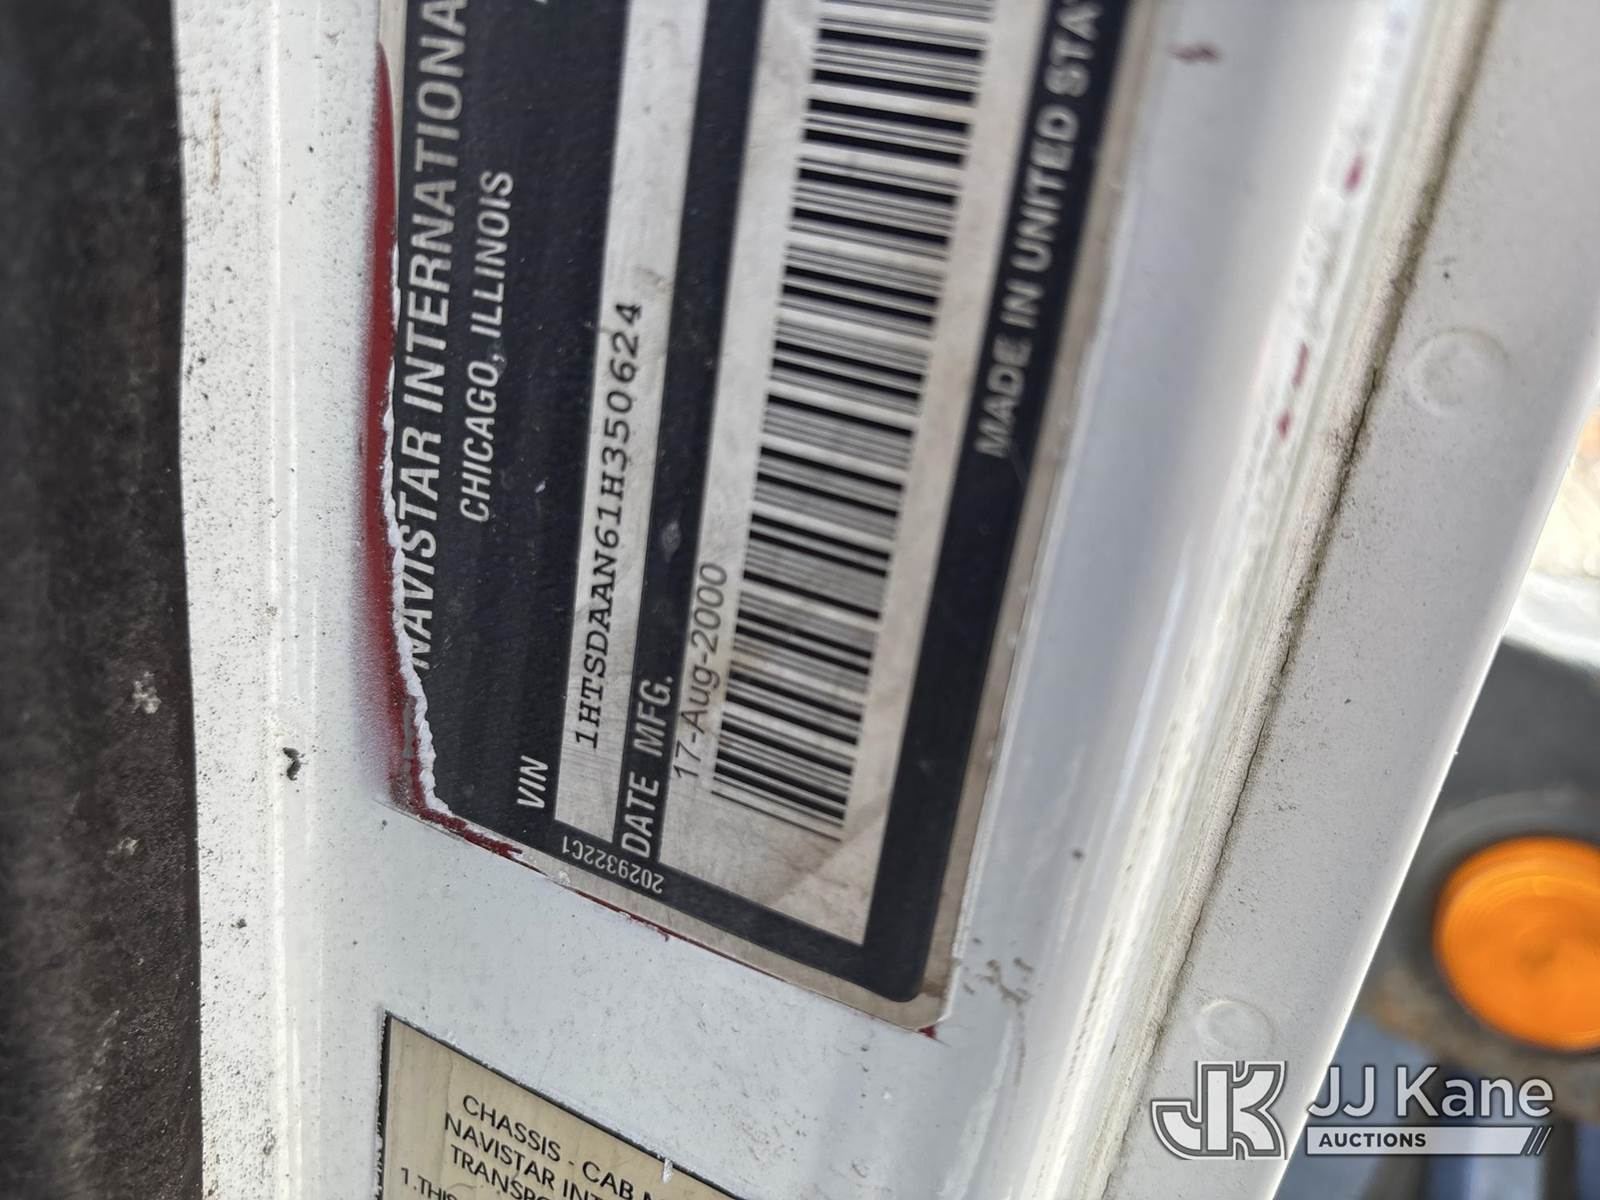 NAVISTAR INTERNATIONA
CHICAGO, ILLINOIS
VIN
1HTSDAAN61H350624
DATE MFG.
17-Aug-2000
MADE IN UNITED STA
2029322C1
CHASSIS - CAB
NAVISTAR INT
TRANSPO
1. THIS
JK JJ Kane
AUCTIONS